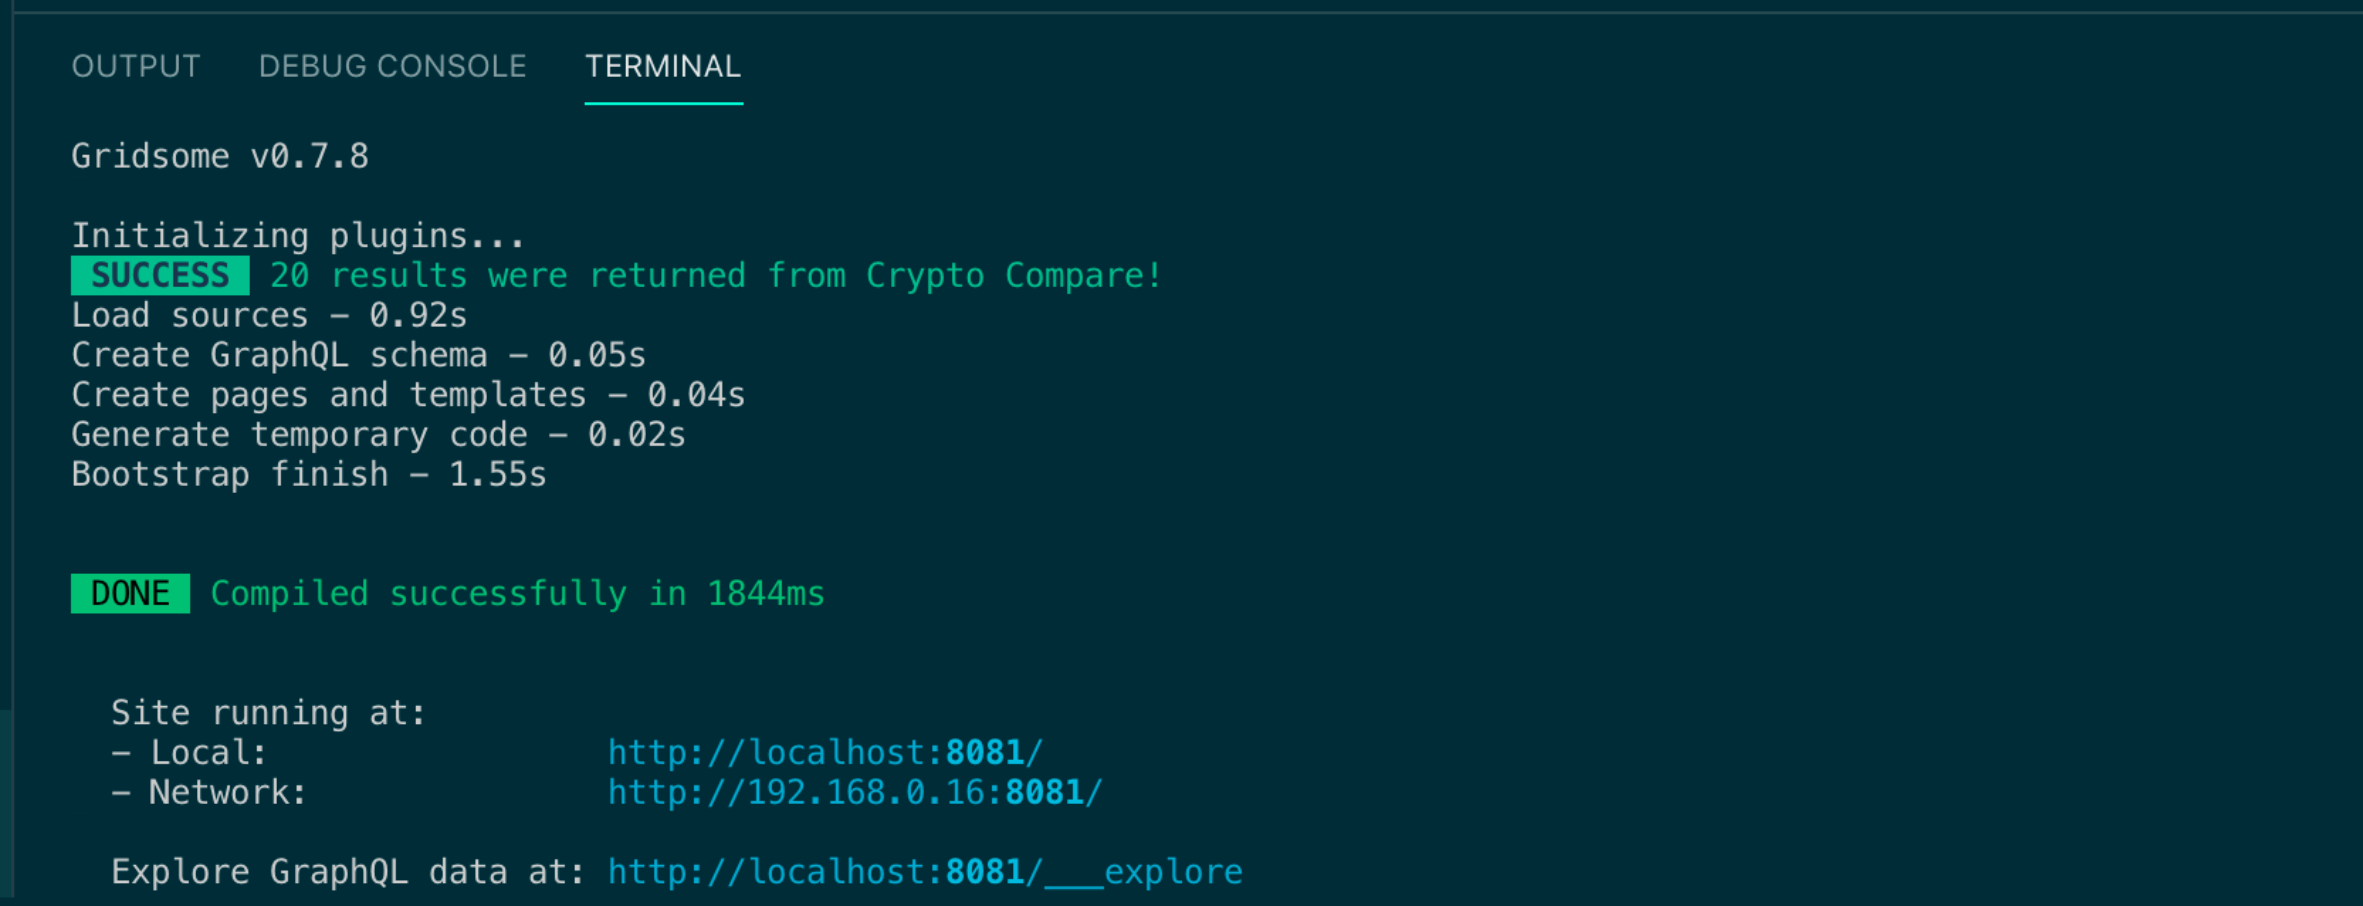 OUTPUT DEBUG CONSOLE TERMINAL
Gridsome v0.7.8
Initializing plugins...
SUCCESS 20 results were returned from Crypto Compare!
Load sources – 0.92s
Create GraphQL schema – 0.05s
Create pages and templates – 0.04s
Generate temporary code – 0.02s
Bootstrap finish – 1.55s
DONE Compiled successfully in 1844ms
Site running at:
– Local: http://localhost:8081/
– Network: http://192.168.0.16:8081/
Explore GraphQL data at: http://localhost:8081/___explore